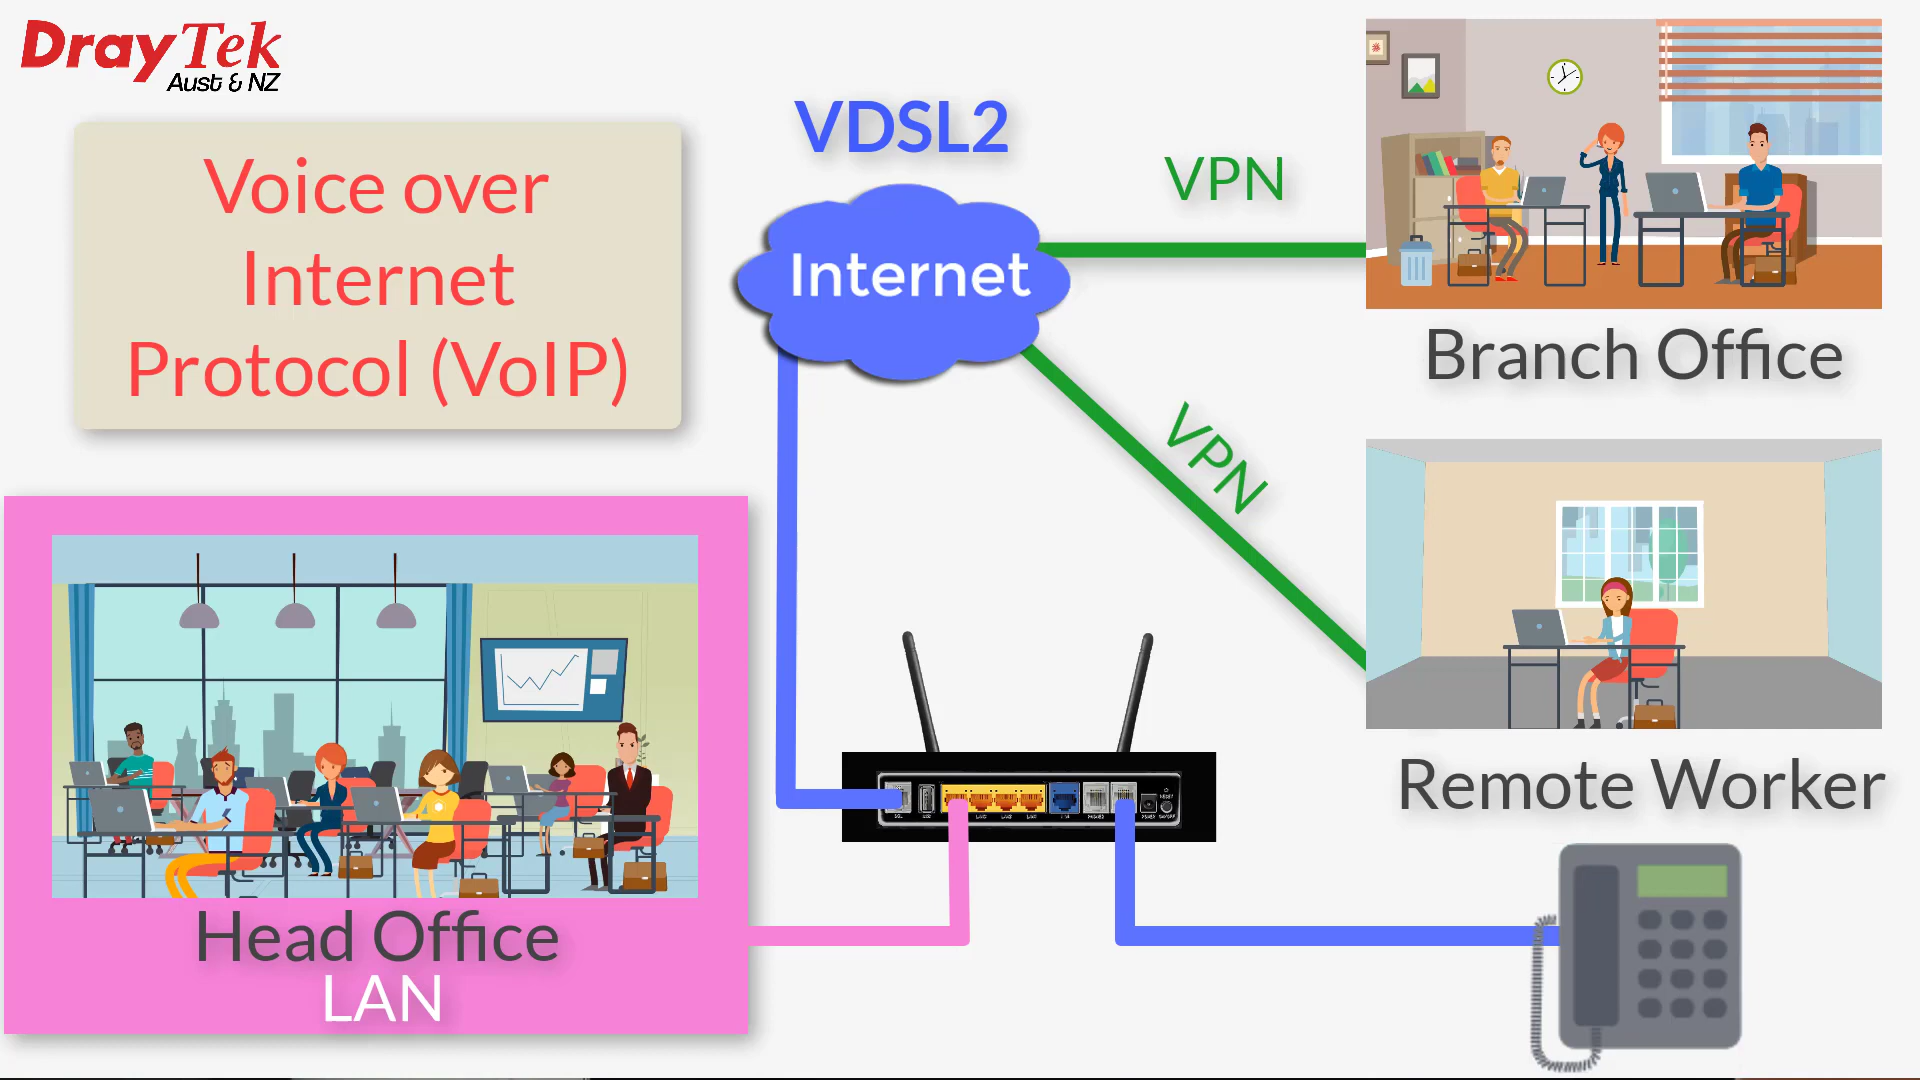 DrayTek
Aust & NZ
Voice over
Internet
Protocol (VoIP)
VDSL2
Internet
VPN
VPN
Branch Office
Remote Worker
Head Office
LAN